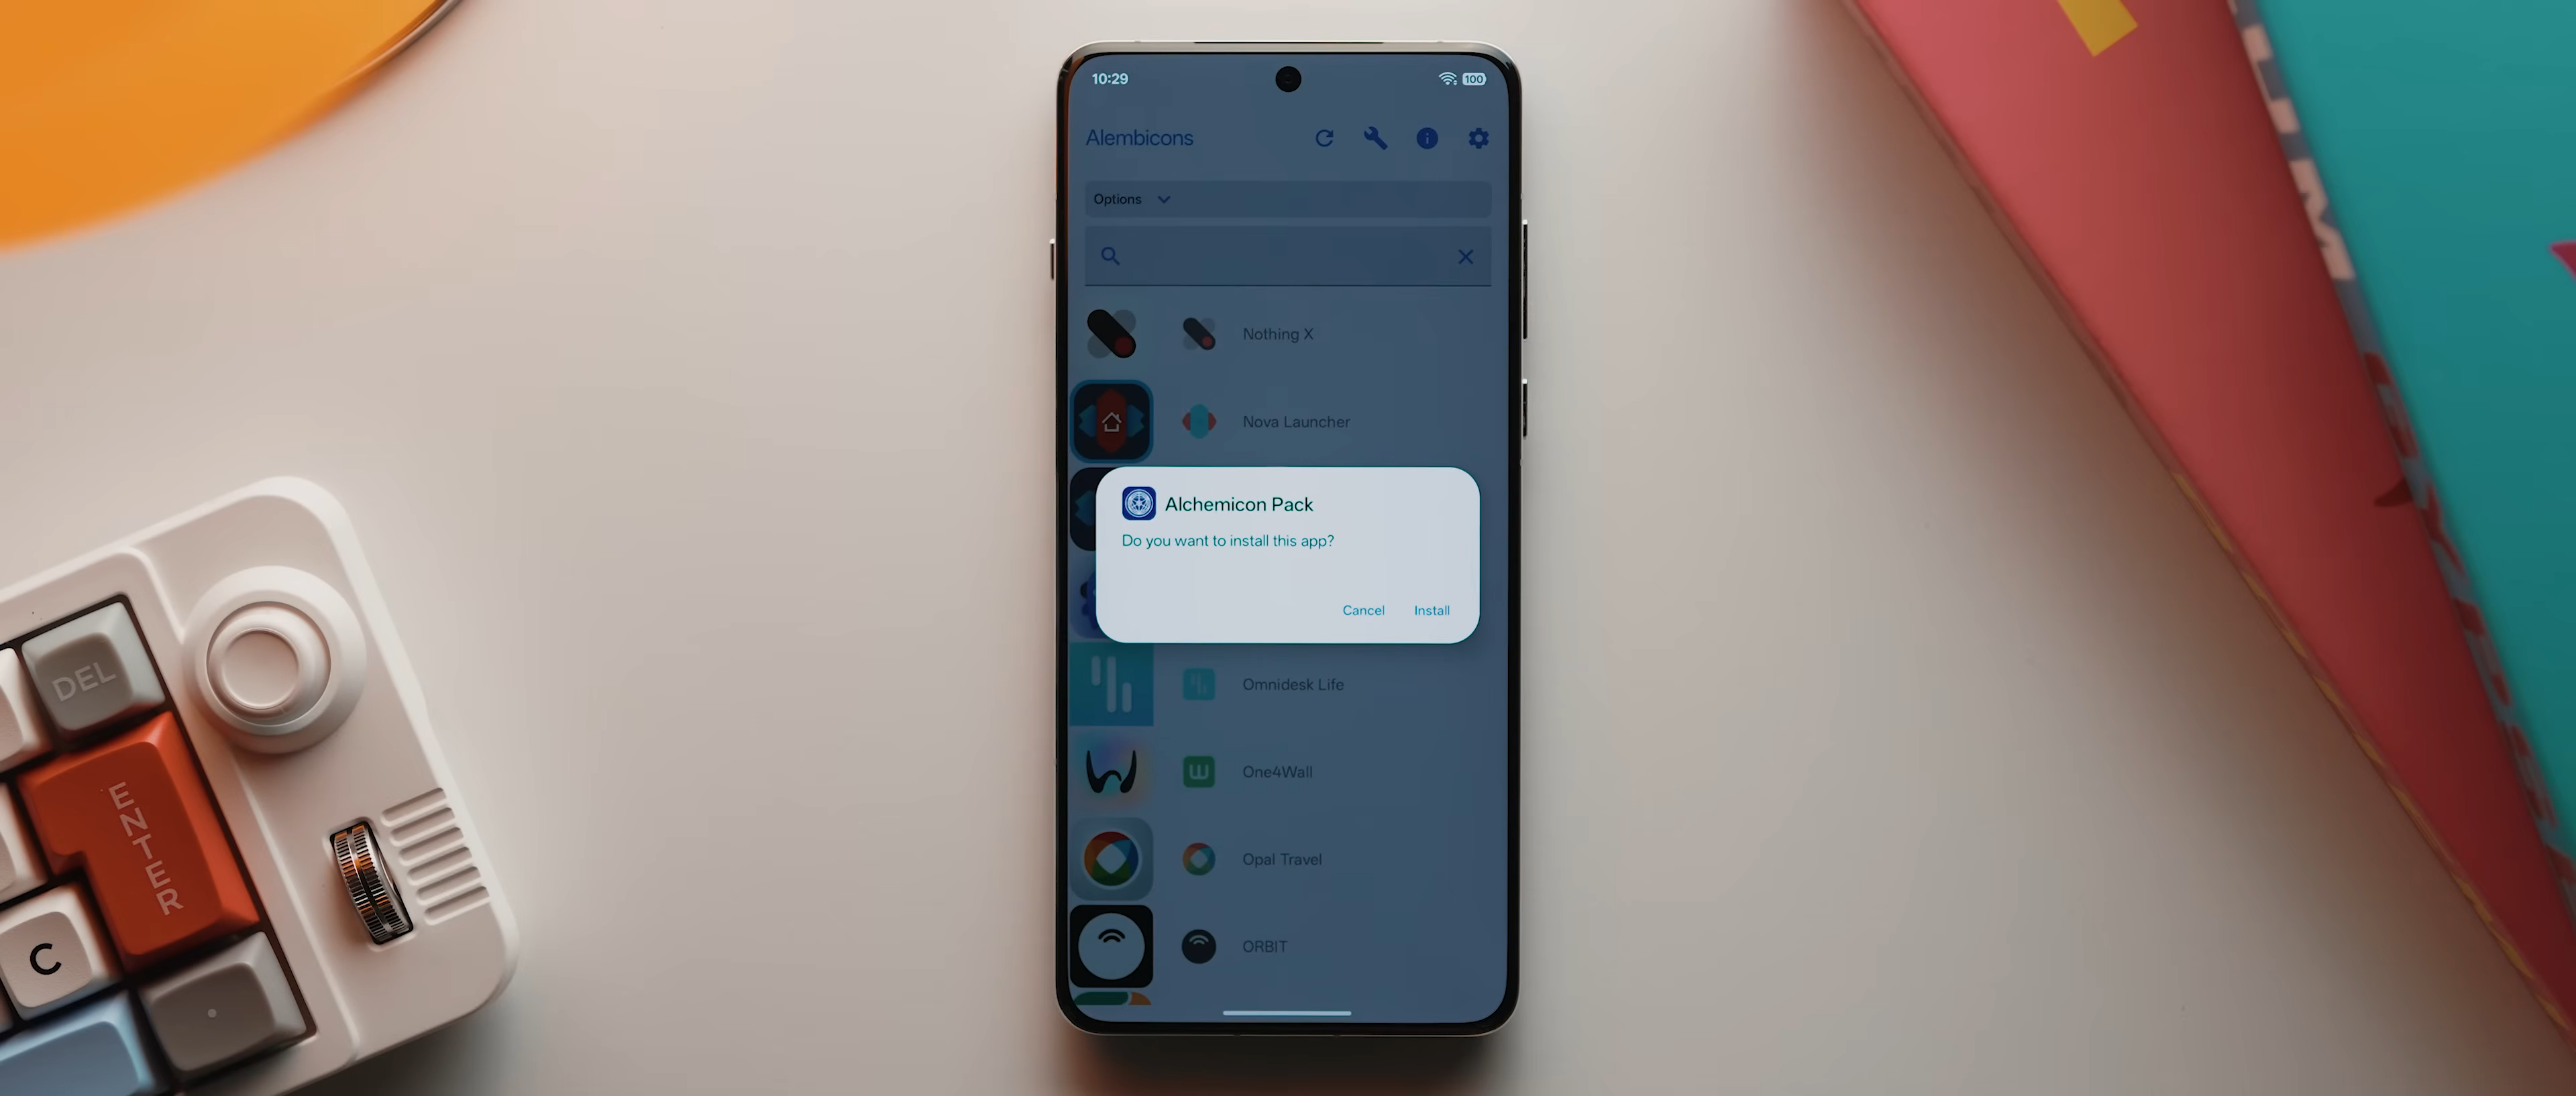 10:29
100
Alembicons
Options
Nothing X
Nova Launcher
Alchemicon Pack
Do you want to install this app?
Cancel
Install
Omnidesk Life
One4Wall
Opal Travel
ORBIT
DEL
ENTER
C